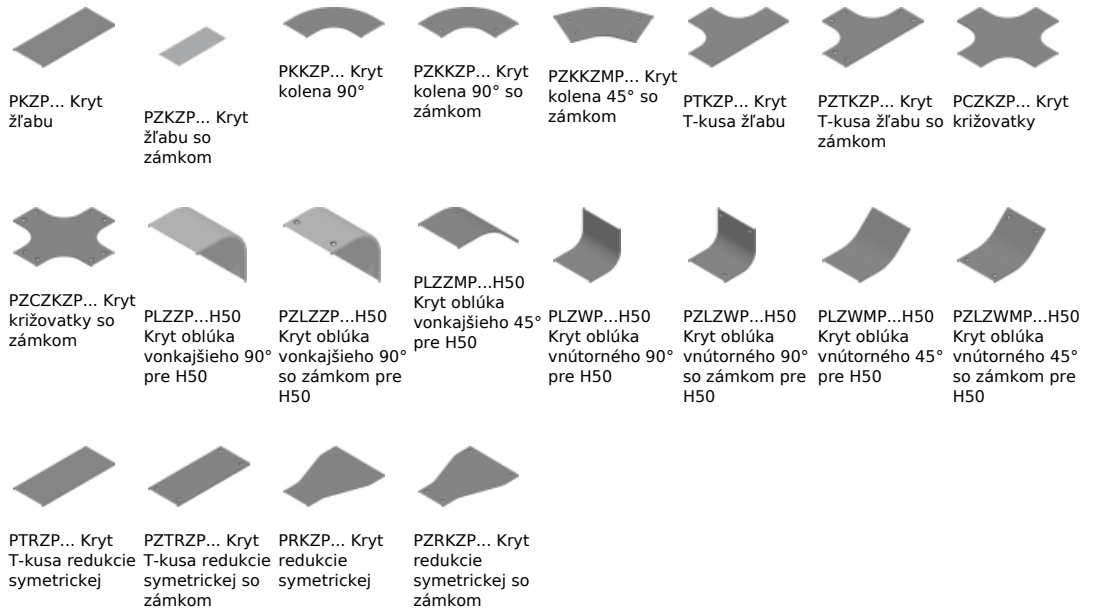 PKZP... Kryt
žľabu
PZKZP... Kryt
žľabu so
zámkom
PKKZP... Kryt
kolena 90°
PZKKZP... Kryt
kolena 90° so
zámkom
PZKKZMP... Kryt
kolena 45° so
zámkom
PTKZP... Kryt
T-kusa žľabu
PZTKZP... Kryt
T-kusa žľabu so
zámkom
PCZKZP... Kryt
križovatky
PZCZKZP... Kryt
križovatky so
zámkom
PLZZP...H50
Kryt oblúka
vonkajšieho 90°
pre H50
PZLZZP...H50
Kryt oblúka
vonkajšieho 90°
so zámkom pre
H50
PLZZMP...H50
Kryt oblúka
vonkajšieho 45°
pre H50
PLZWP...H50
Kryt oblúka
vnútorného 90°
pre H50
PZLZWP...H50
Kryt oblúka
vnútorného 90°
so zámkom pre
H50
PLZWMP...H50
Kryt oblúka
vnútorného 45°
pre H50
PZLZWMP...H50
Kryt oblúka
vnútorného 45°
so zámkom pre
H50
PTRZP... Kryt
T-kusa redukcie
symetrickej
PZTRZP... Kryt
T-kusa redukcie
symetrickej so
zámkom
PRKZP... Kryt
redukcie
symetrickej
PZRKZP... Kryt
redukcie
symetrickej so
zámkom